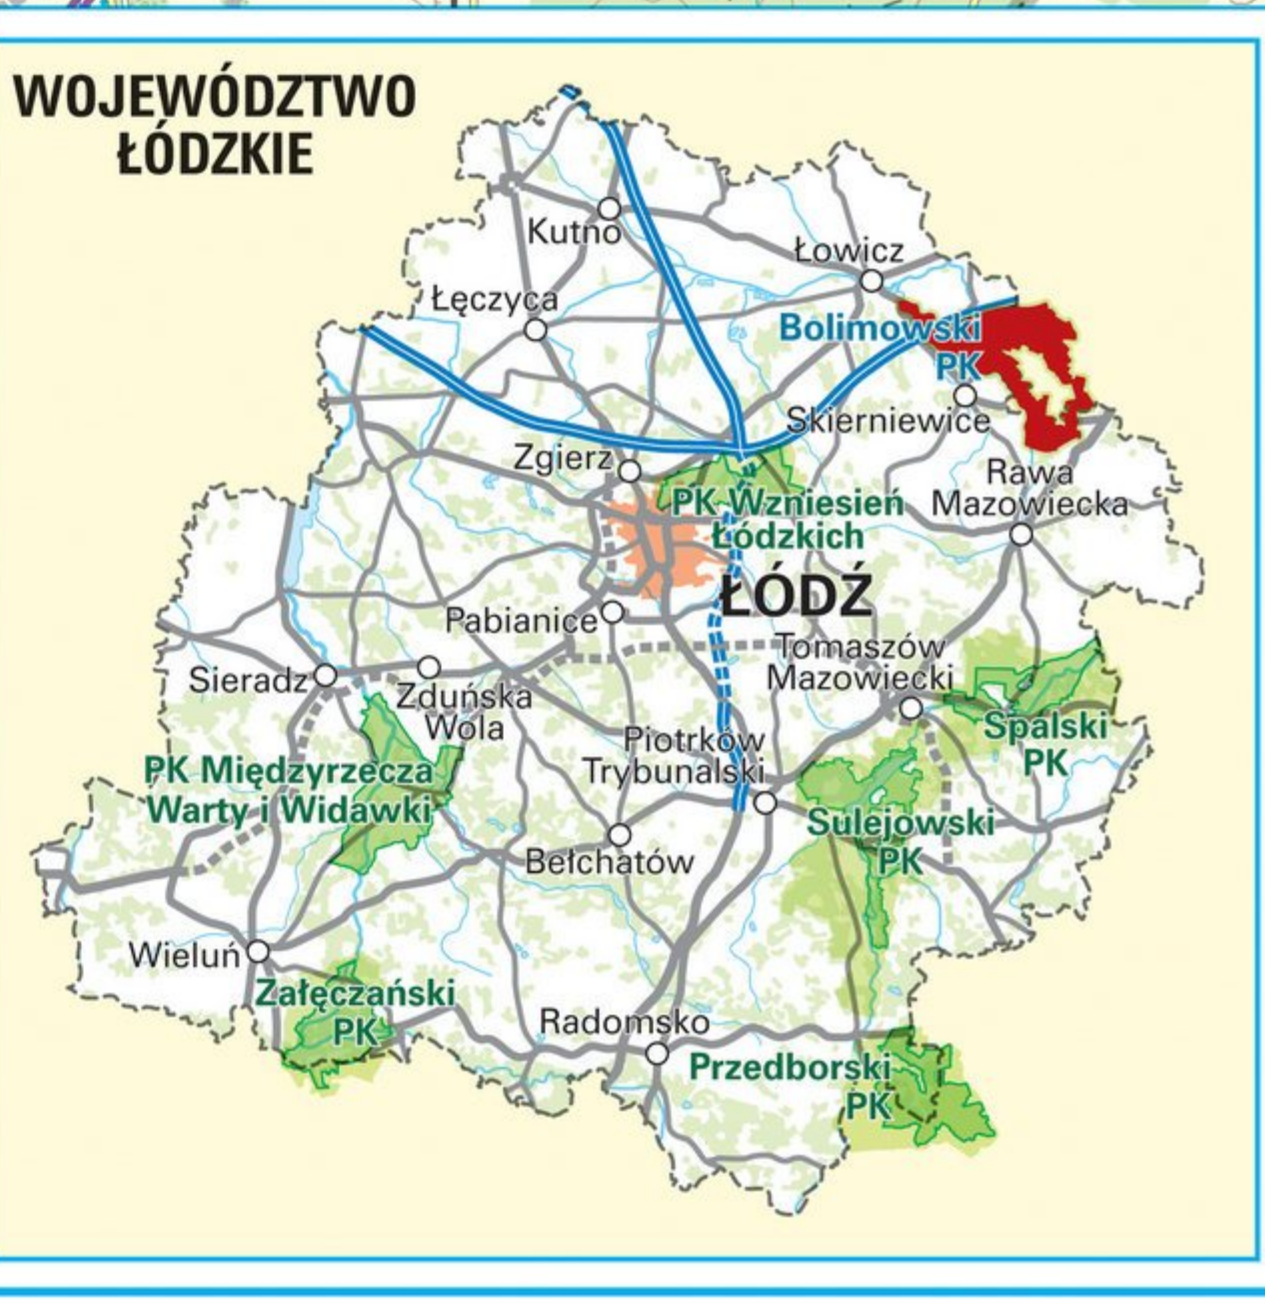 WOJEWÓDZTWO
ŁÓDZKIE
Kutno
Łowicz
Łęczyca
Bolimowski
PK
Skierniewice
Zgierz
Rawa
Mazowiecka
PK Wzniesień
Łódzkich
ŁÓDŹ
Pabianice
Tomaszów
Mazowiecki
Sieradz
Zduńska
Wola
Spalski
PK
Piotrków
Trybunalski
PK Międzyrzecza
Warty i Widawki
Sulejowski
PK
Bełchatów
Wieluń
Załęczański
PK
Radomsko
Przedborski
PK